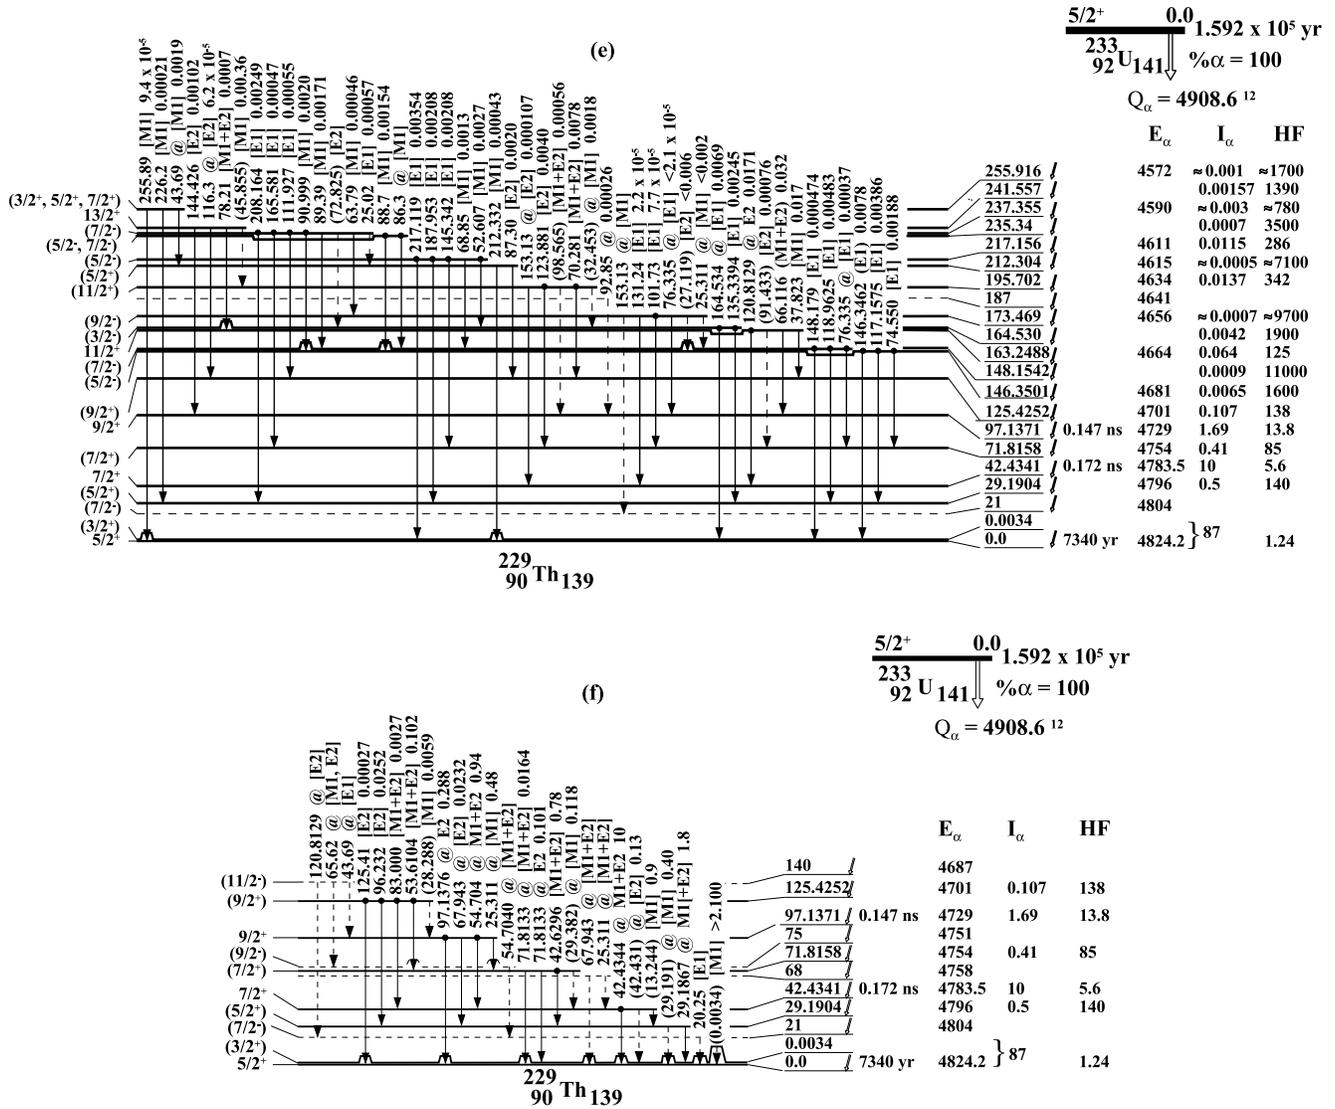 5/2⁺ 0.0
1.592 x 10⁵ yr
²³³₉₂U₁₄₁
%α = 100
Qα = 4908.6 ¹²
(e)
255.89 [M1] 9.4 x 10⁻⁵
226.2 [M1] 0.00021
43.69 @ [M1] 0.0019
144.426 [E2] 0.00102
116.3 @ [E2] 6.2 x 10⁻⁵
78.21 [M1+E2] 0.0007
(45.855) [M1] 00.36
208.164 [E1] 0.00249
165.581 [E1] 0.00047
111.927 [E1] 0.00055
90.999 [M1] 0.0020
89.39 [M1] 0.00171
(72.825) [E2]
63.79 [M1] 0.00046
25.02 [E1] 0.00057
88.7 [M1] 0.00154
86.3 @ [M1]
217.119 [E1] 0.00354
187.953 [E1] 0.00208
145.342 [E1] 0.00208
68.85 [M1] 0.0013
52.607 [M1] 0.0027
212.332 [M1] 0.00043
87.30 [E2] 0.0020
153.13 @ [E2] 0.000107
123.881 [E2] 0.0040
(98.565) [M1+E2] 0.00056
70.281 [M1+E2] 0.0078
(32.453) @ [M1] 0.0018
92.85 @ 0.00026
153.13 @ [M1]
131.24 [E1] 2.2 x 10⁻⁵
101.73 [E1] 7.7 x 10⁻⁵
76.335 @ [E1] <2.1 x 10⁻⁵
(27.119) [E2] <0.006
25.311 @ [M1] <0.002
164.534 @ [E1] 0.0069
135.3394 [E1] 0.00245
120.8129 @ E2 0.0171
(91.433) [E2] 0.00076
66.116 (M1+E2) 0.032
37.823 [M1] 0.017
148.179 [E1] 0.000474
118.9625 [E1] 0.00483
76.335 @ [E1] 0.00037
146.3462 (E1) 0.0078
117.1575 [E1] 0.00386
74.550 [E1] 0.00188
(3/2⁺, 5/2⁺, 7/2⁺)
13/2⁺
(7/2⁻)
(5/2⁻, 7/2⁻)
(5/2⁻)
(5/2⁺)
(11/2⁺)
(9/2⁻)
(3/2⁻)
11/2⁺
(7/2⁻)
(5/2⁻)
(9/2⁺)
9/2⁺
(7/2⁺)
7/2⁺
(5/2⁺)
(7/2⁻)
(3/2⁺)
5/2⁺
Eα Iα HF
255.916 4572 ≈0.001 ≈1700
241.557 0.00157 1390
237.355 4590 ≈0.003 ≈780
235.34 0.0007 3500
217.156 4611 0.0115 286
212.304 4615 ≈0.0005 ≈7100
195.702 4634 0.0137 342
187 4641
173.469 4656 ≈0.0007 ≈9700
164.530 0.0042 1900
163.2488 4664 0.064 125
148.1542 0.0009 11000
146.3501 4681 0.0065 1600
125.4252 4701 0.107 138
97.1371 0.147 ns 4729 1.69 13.8
71.8158 4754 0.41 85
42.4341 0.172 ns 4783.5 10 5.6
29.1904 4796 0.5 140
21 4804
0.0034
0.0 7340 yr 4824.2 } 87 1.24
²²⁹₉₀Th₁₃₉
5/2⁺ 0.0
1.592 x 10⁵ yr
²³³₉₂U₁₄₁
%α = 100
Qα = 4908.6 ¹²
(f)
120.8129 @ [E2]
65.62 @ [M1, E2]
43.69 @ [E1]
125.41 [E2] 0.00027
96.232 [E2] 0.0252
83.000 [M1+E2] 0.0027
53.6104 [M1+E2] 0.102
(28.288) [M1] 0.0059
97.1376 @ E2 0.288
67.943 @ [E2] 0.0232
54.704 @ M1+E2 0.94
25.311 @ [M1] 0.48
54.7040 @ [M1+E2]
71.8133 @ [M1+E2] 0.0164
71.8133 @ E2 0.101
42.6296 [M1+E2] 0.78
(29.382) @ [M1] 0.118
67.943 @ [M1+E2]
25.311 @ [M1+E2]
42.4344 @ M1+E2 10
(42.431) @ [E2] 0.13
(13.244) [M1] 0.9
(29.191) @ [M1] 0.40
29.1867 @ M1[+E2] 1.8
20.25 [E1]
(0.0034) [M1] >2.100
(11/2⁻)
(9/2⁺)
9/2⁺
(9/2⁻)
(7/2⁺)
7/2⁺
(5/2⁺)
(7/2⁻)
(3/2⁺)
5/2⁺
Eα Iα HF
140 4687
125.4252 4701 0.107 138
97.1371 0.147 ns 4729 1.69 13.8
75 4751
71.8158 4754 0.41 85
68 4758
42.4341 0.172 ns 4783.5 10 5.6
29.1904 4796 0.5 140
21 4804
0.0034
0.0 7340 yr 4824.2 } 87 1.24
²²⁹₉₀Th₁₃₉